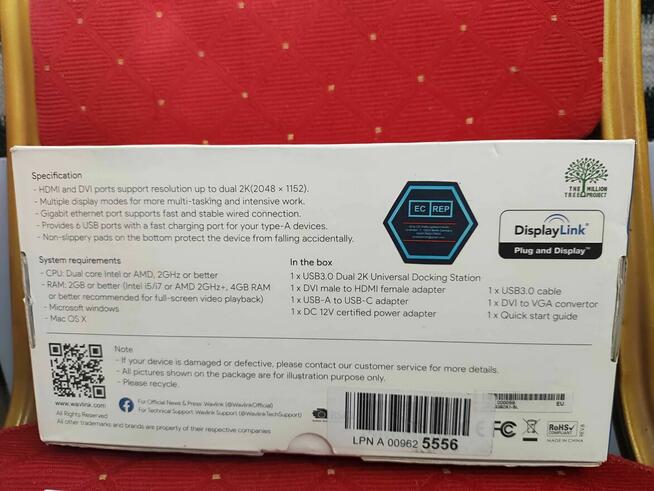 Specification
- HDMI and DVI ports support resolution up to dual 2K(2048 × 1152).
- Multiple display modes for more multi-tasking and intensive work.
- Gigabit ethernet port supports fast and stable wired connection.
- Provides 6 USB ports with a fast charging port for your type-A devices.
- Non-slippery pads on the bottom protect the device from falling accidentally.
EC REP
THE MILLION
TREE PROJECT
DisplayLink™
Plug and Display™
System requirements
- CPU: Dual core Intel or AMD, 2GHz or better
- RAM: 2GB or better (Intel i5/i7 or AMD 2GHz+, 4GB RAM
or better recommended for full-screen video playback)
- Microsoft windows
- Mac OS X
In the box
1 x USB3.0 Dual 2K Universal Docking Station
1 x DVI male to HDMI female adapter
1 x USB-A to USB-C adapter
1 x DC 12V certified power adapter
1 x USB3.0 cable
1 x DVI to VGA convertor
1 x Quick start guide
Note
- If your device is damaged or defective, please contact our customer service for more details.
- All pictures shown on the package are for illustration purpose only.
- Please recycle.
www.wavlink.com
All Rights Reserved
All other trademarks and brands are property of their respective companies
For Official News & Press: Wavlink (@WavlinkOfficial)
For Technical Support: Wavlink Support (@WavlinkTechSupport)
LPN A 00962 5556
EU
FC
RoHS
COMPLIANT
MADE IN CHINA
REV.6